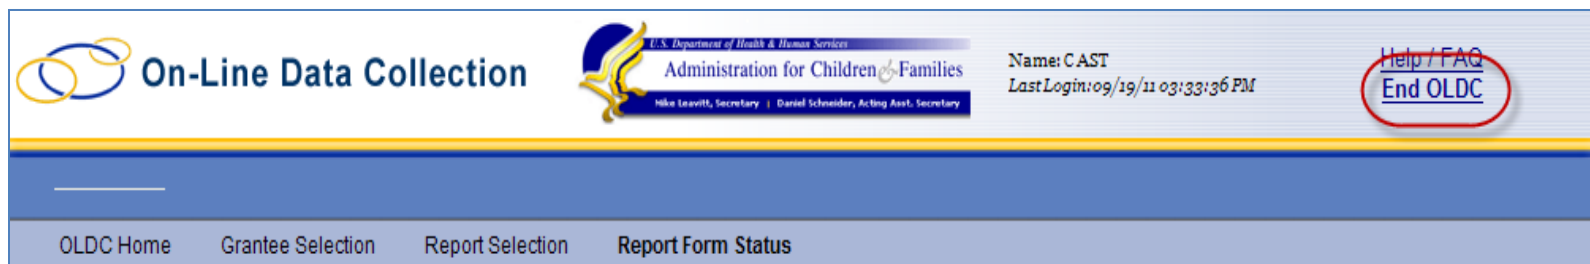 On-Line Data Collection
U.S. Department of Health & Human Services
Administration for Children & Families
Mike Leavitt, Secretary | Daniel Schneider, Acting Asst. Secretary
Name: CAST
Last Login: 09/19/11 03:33:36 PM
Help / FAQ
End OLDC
OLDC Home Grantee Selection Report Selection Report Form Status